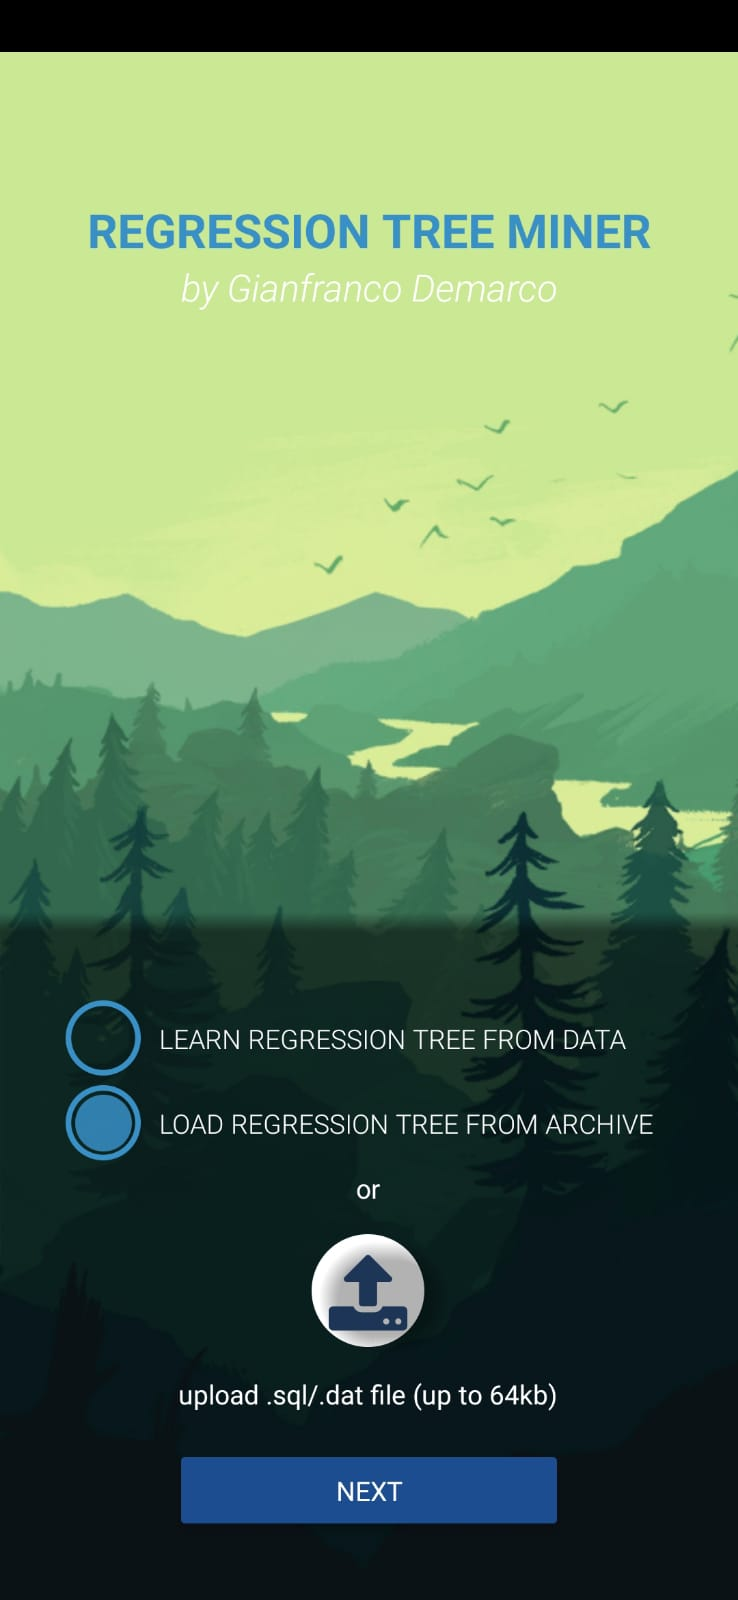 REGRESSION TREE MINER
by Gianfranco Demarco
LEARN REGRESSION TREE FROM DATA
LOAD REGRESSION TREE FROM ARCHIVE
or
upload .sql/.dat file (up to 64kb)
NEXT